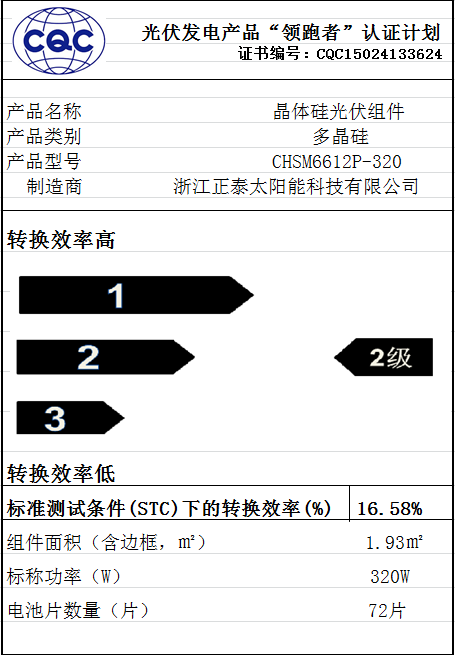 CQC
光伏发电产品“领跑者”认证计划
证书编号：CQC15024133624
产品名称 晶体硅光伏组件
产品类别 多晶硅
产品型号 CHSM6612P-320
制造商 浙江正泰太阳能科技有限公司
转换效率高
1
2 2级
3
转换效率低
标准测试条件(STC)下的转换效率(%) 16.58%
组件面积（含边框，㎡） 1.93㎡
标称功率（W） 320W
电池片数量（片） 72片